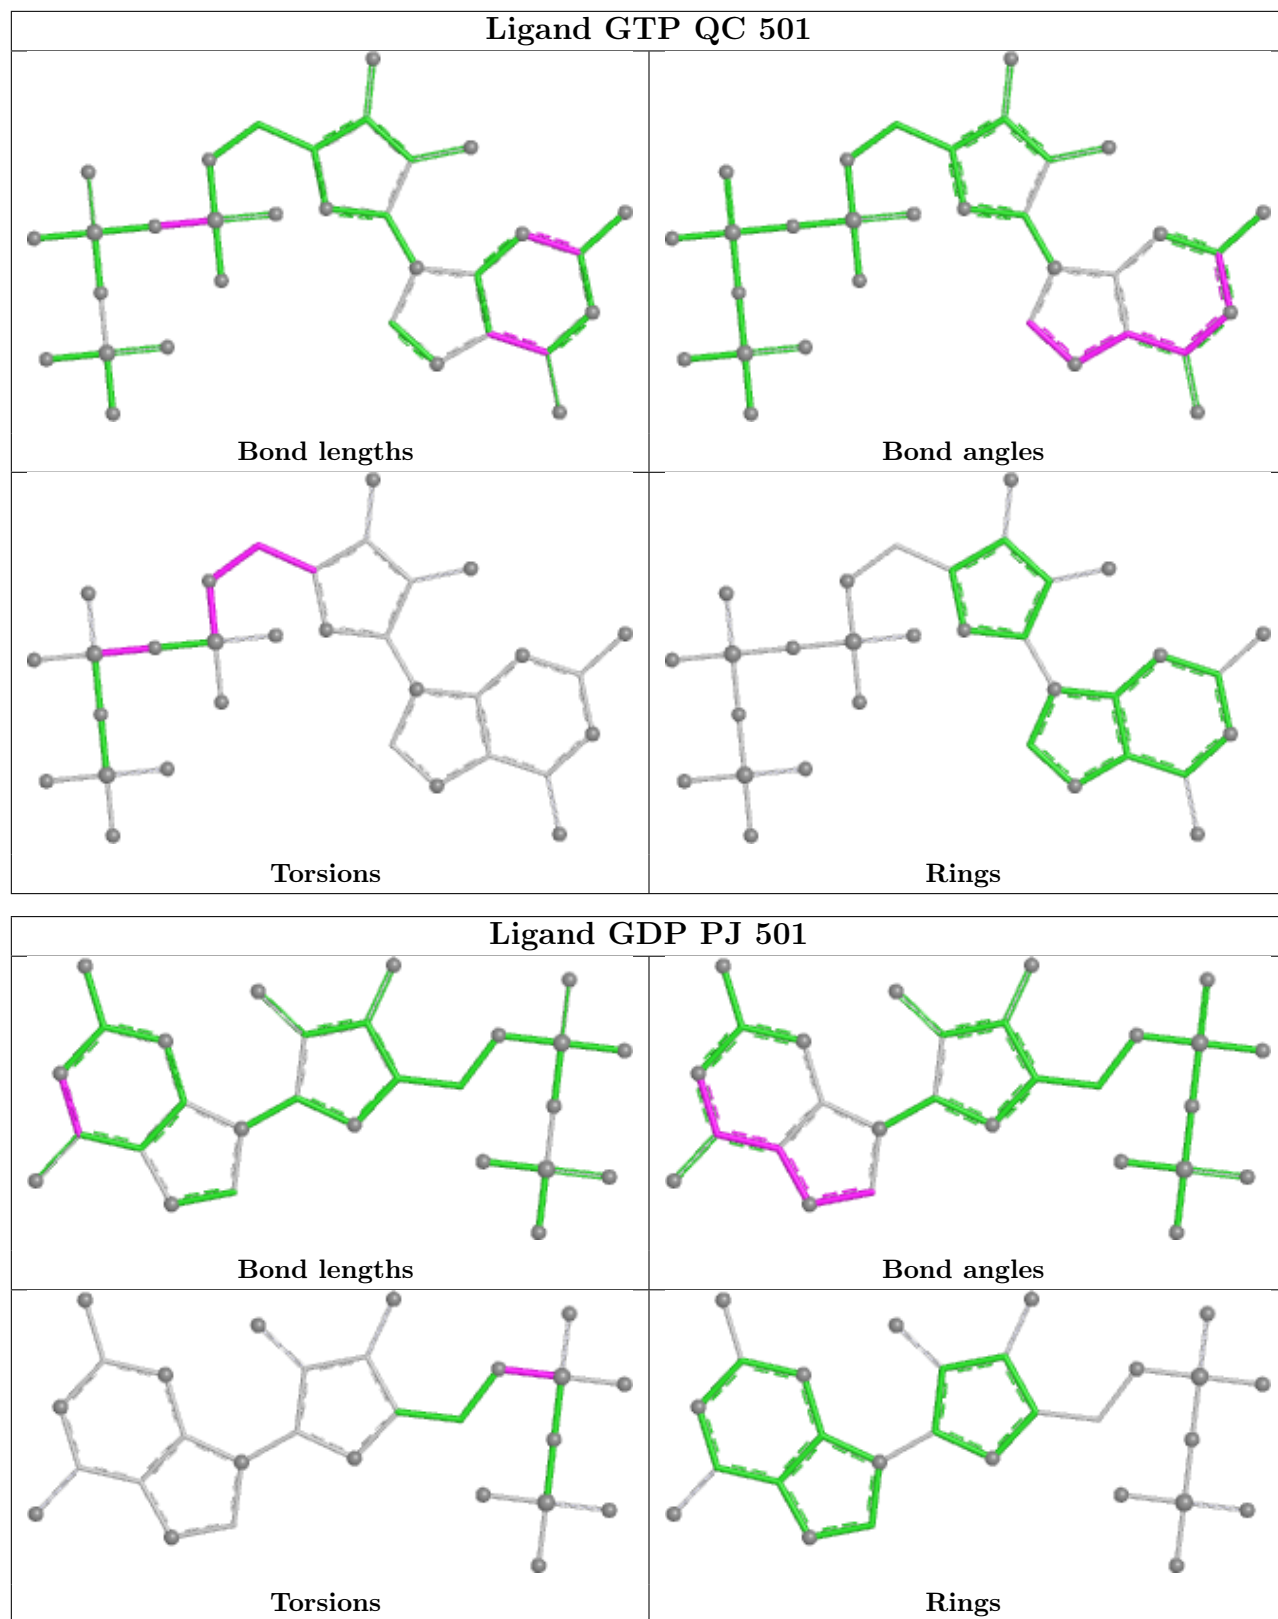 Ligand GTP QC 501
Bond lengths
Bond angles
Torsions
Rings
Ligand GDP PJ 501
Bond lengths
Bond angles
Torsions
Rings